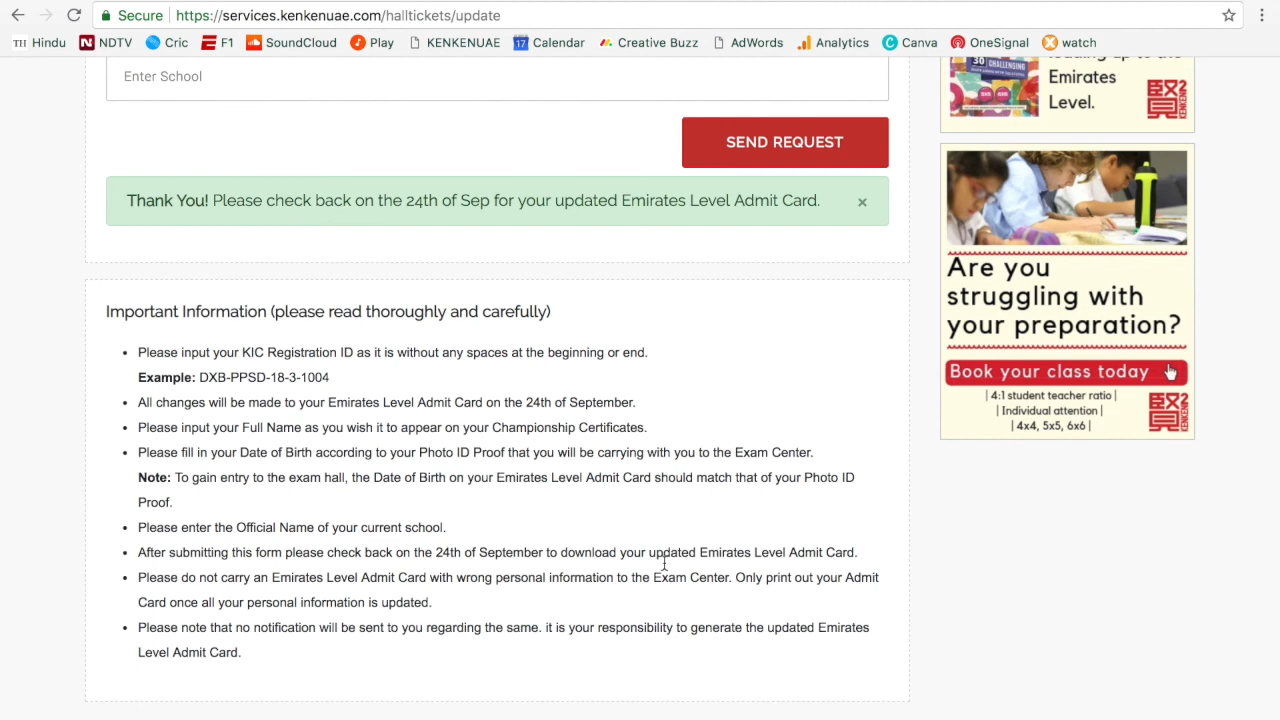 Secure https://services.kenkenuae.com/halltickets/update
TH Hindu NDTV Cric F1 SoundCloud Play KENKENUAE 17 Calendar Creative Buzz AdWords Analytics Canva OneSignal watch
Enter School
SEND REQUEST
Thank You! Please check back on the 24th of Sep for your updated Emirates Level Admit Card. ×
Important Information (please read thoroughly and carefully)
• Please input your KIC Registration ID as it is without any spaces at the beginning or end.
Example: DXB-PPSD-18-3-1004
• All changes will be made to your Emirates Level Admit Card on the 24th of September.
• Please input your Full Name as you wish it to appear on your Championship Certificates.
• Please fill in your Date of Birth according to your Photo ID Proof that you will be carrying with you to the Exam Center.
Note: To gain entry to the exam hall, the Date of Birth on your Emirates Level Admit Card should match that of your Photo ID
Proof.
• Please enter the Official Name of your current school.
• After submitting this form please check back on the 24th of September to download your updated Emirates Level Admit Card.
• Please do not carry an Emirates Level Admit Card with wrong personal information to the Exam Center. Only print out your Admit
Card once all your personal information is updated.
• Please note that no notification will be sent to you regarding the same. it is your responsibility to generate the updated Emirates
Level Admit Card.
leading up to the
Emirates
Level.
30 CHALLENGING
Are you
struggling with
your preparation?
Book your class today
| 4:1 student teacher ratio |
| Individual attention |
| 4x4, 5x5, 6x6 |
賢2
KENKEN